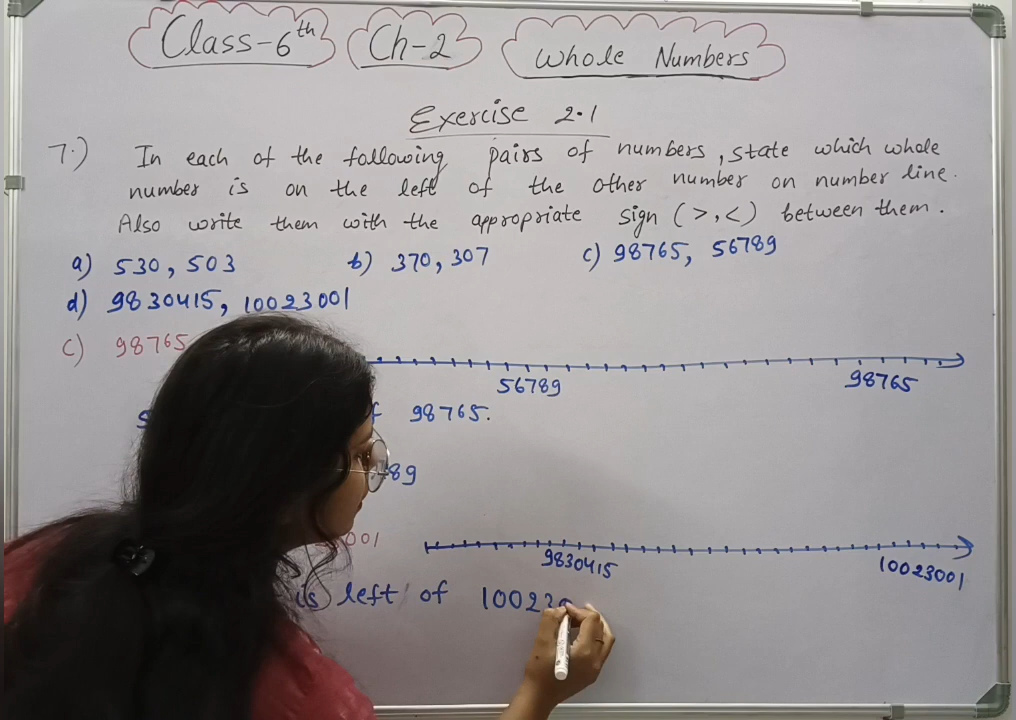 Class-6th Ch-2 Whole Numbers
Exercise 2.1
7.) In each of the following pairs of numbers, state which whole
number is on the left of the other number on number line.
Also write them with the appropriate sign (>,<) between them.
a) 530, 503 b) 370, 307 c) 98765, 56789
d) 9830415, 10023001
c) 98765
56789 98765
98765.
89
001
9830415 10023001
is left of 10023